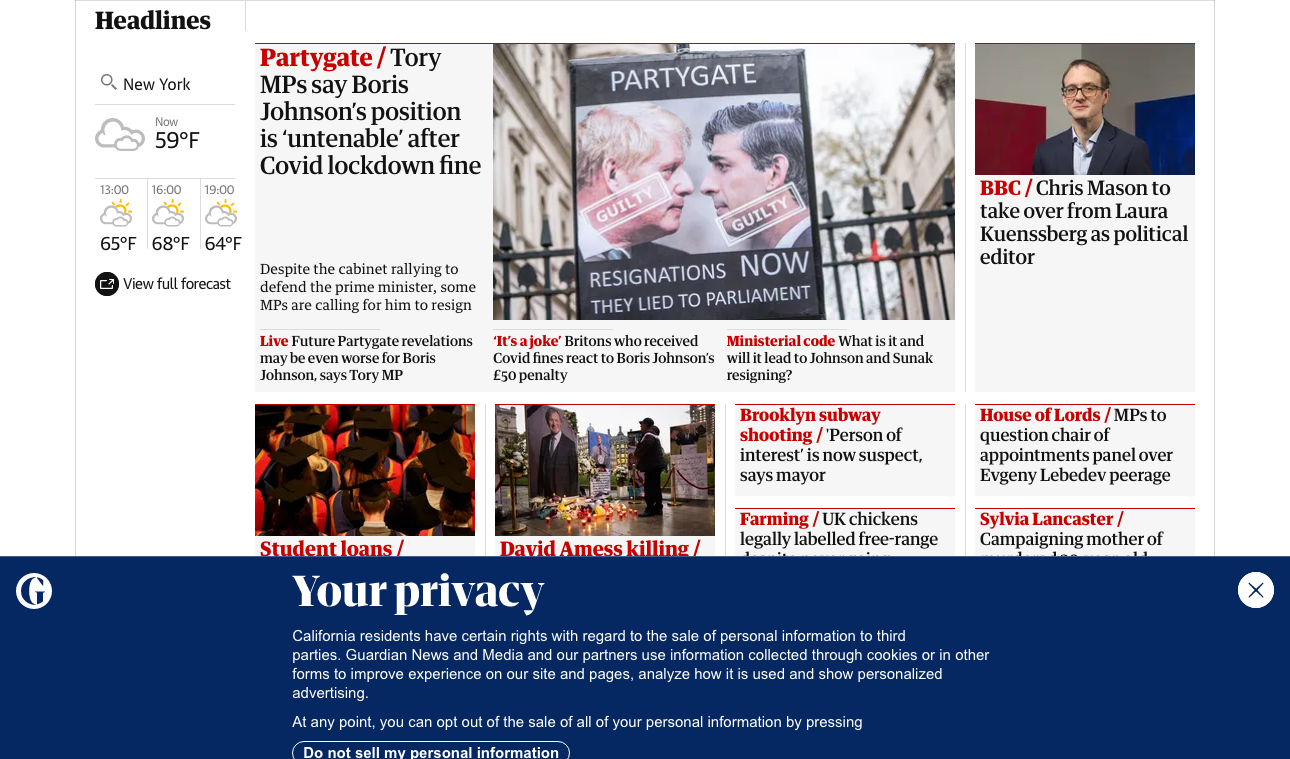 Headlines
New York
Now
59°F
13:00
16:00
19:00
65°F
68°F
64°F
View full forecast
Partygate / Tory
MPs say Boris
Johnson's position
is ‘untenable’ after
Covid lockdown fine
Despite the cabinet rallying to
defend the prime minister, some
MPs are calling for him to resign
PARTYGATE
GUILTY
GUILTY
RESIGNATIONS NOW
THEY LIED TO PARLIAMENT
BBC / Chris Mason to
take over from Laura
Kuenssberg as political
editor
Live Future Partygate revelations
may be even worse for Boris
Johnson, says Tory MP
‘It's a joke’ Britons who received
Covid fines react to Boris Johnson's
£50 penalty
Ministerial code What is it and
will it lead to Johnson and Sunak
resigning?
Student loans /
David Amess killing /
Brooklyn subway
shooting / 'Person of
interest’ is now suspect,
says mayor
House of Lords / MPs to
question chair of
appointments panel over
Evgeny Lebedev peerage
Farming / UK chickens
legally labelled free-range
Sylvia Lancaster /
Campaigning mother of
G
Your privacy
California residents have certain rights with regard to the sale of personal information to third
parties. Guardian News and Media and our partners use information collected through cookies or in other
forms to improve experience on our site and pages, analyze how it is used and show personalized
advertising.
At any point, you can opt out of the sale of all of your personal information by pressing
Do not sell my personal information